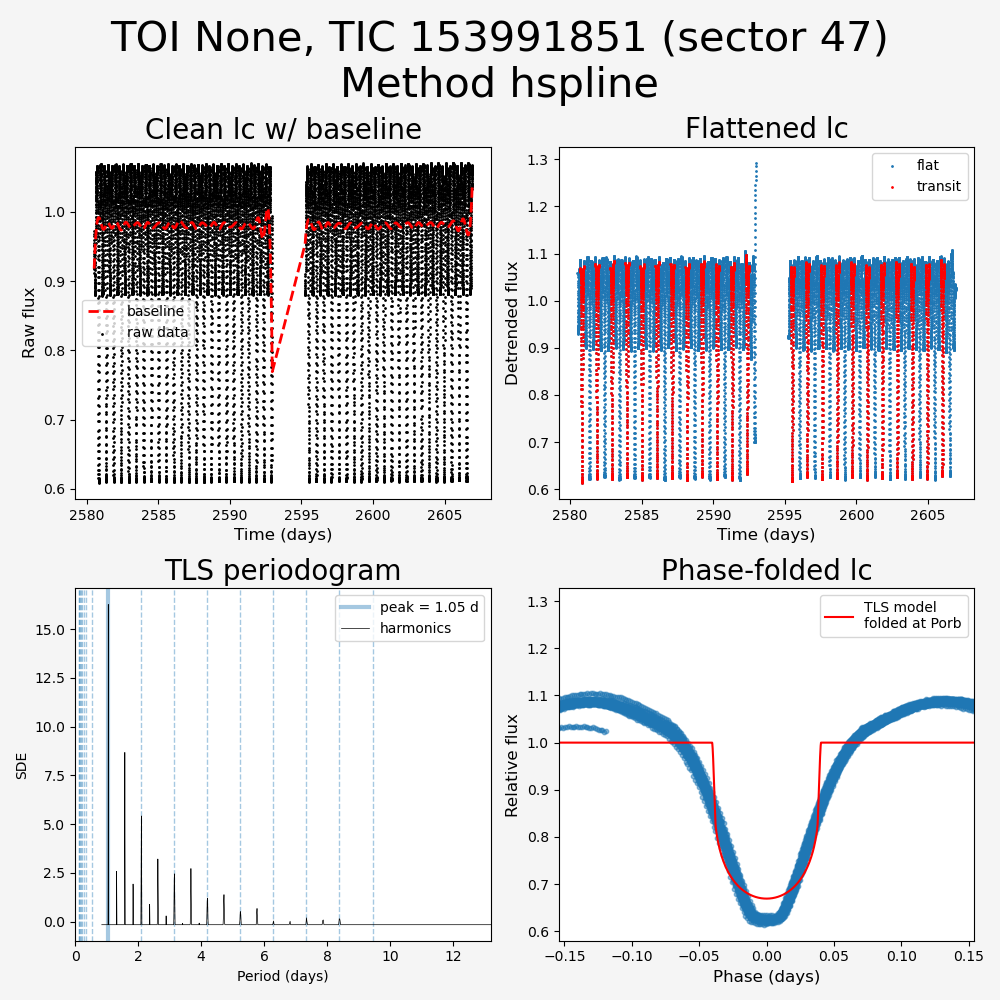 TOI None, TIC 153991851 (sector 47)
Method hspline
Clean lc w/ baseline
Raw flux
1.0
0.9
0.8
0.7
0.6
baseline
raw data
2580 2585 2590 2595 2600 2605
Time (days)
Flattened lc
Detrended flux
1.3
1.2
1.1
1.0
0.9
0.8
0.7
0.6
flat
transit
2580 2585 2590 2595 2600 2605
Time (days)
TLS periodogram
SDE
15.0
12.5
10.0
7.5
5.0
2.5
0.0
peak = 1.05 d
harmonics
0 2 4 6 8 10 12
Period (days)
Phase-folded lc
Relative flux
1.3
1.2
1.1
1.0
0.9
0.8
0.7
0.6
TLS model
folded at Porb
−0.15 −0.10 −0.05 0.00 0.05 0.10 0.15
Phase (days)